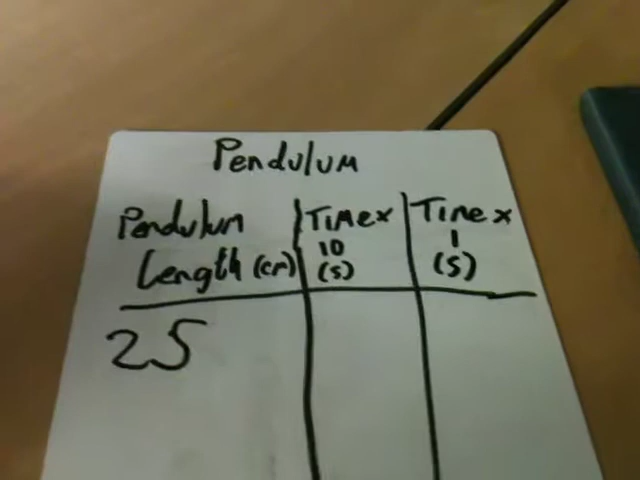 Pendulum
Pendulum Length (cm)
Time x 10 (s)
Time x 1 (s)
25